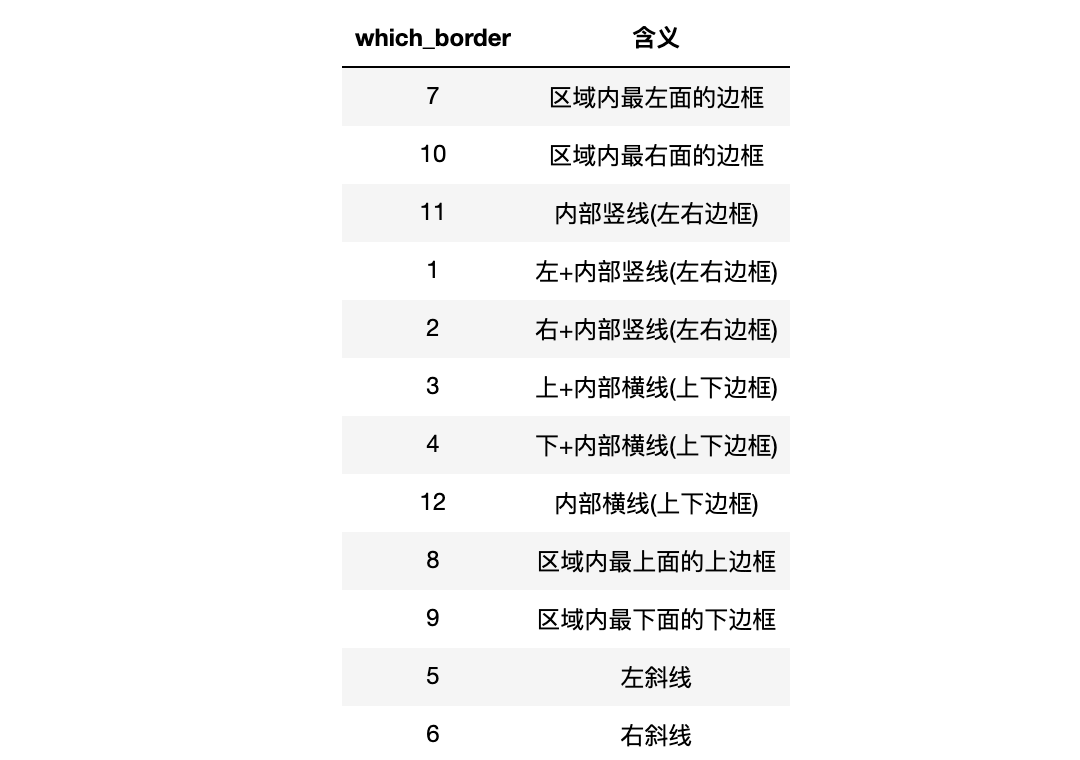 which_border 含义
7 区域内最左面的边框
10 区域内最右面的边框
11 内部竖线(左右边框)
1 左+内部竖线(左右边框)
2 右+内部竖线(左右边框)
3 上+内部横线(上下边框)
4 下+内部横线(上下边框)
12 内部横线(上下边框)
8 区域内最上面的上边框
9 区域内最下面的下边框
5 左斜线
6 右斜线